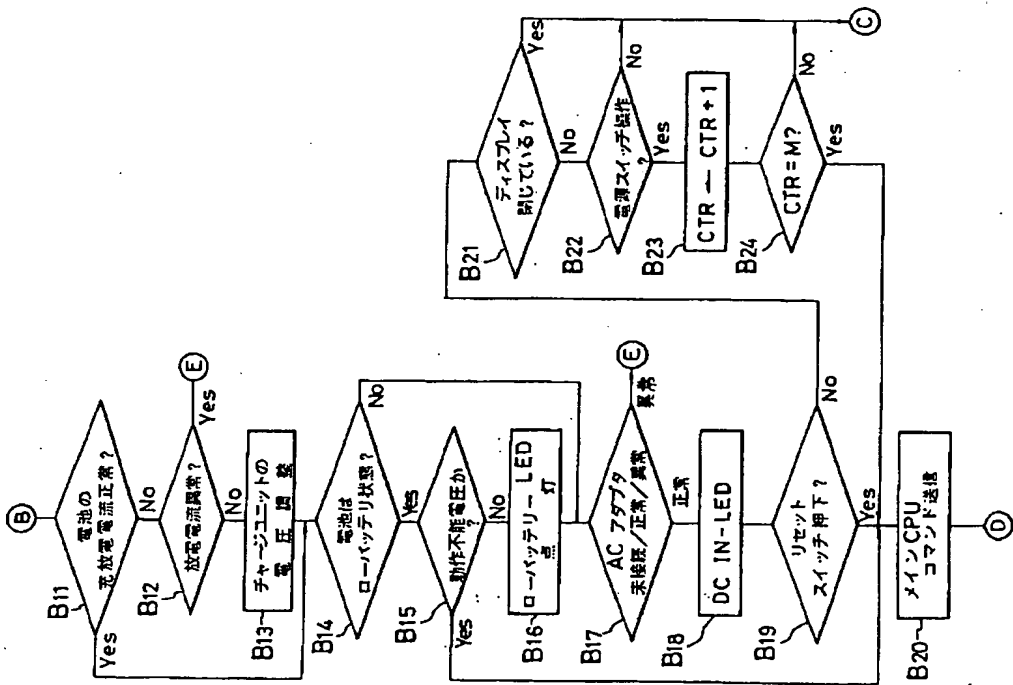 B
B11
電池の
充放電電流正常?
Yes
No
B12
放電電流異常?
Yes
E
No
B13
チャージユニットの
電圧調整
B14
電池は
ローバッテリ状態?
No
Yes
B15
動作不能電圧か
?
Yes
No
B16
ローバッテリーLED
点灯
B17
ACアダプタ
未接続/正常/異常
異常
E
正常
B18
DC IN-LED
B19
リセット
スイッチ押下?
No
Yes
B20
メインCPU
コマンド送信
D
B21
ディスプレイ
閉じている?
Yes
No
B22
電源スイッチ操作
?
No
Yes
B23
CTR — CTR+1
B24
CTR=M?
No
Yes
C